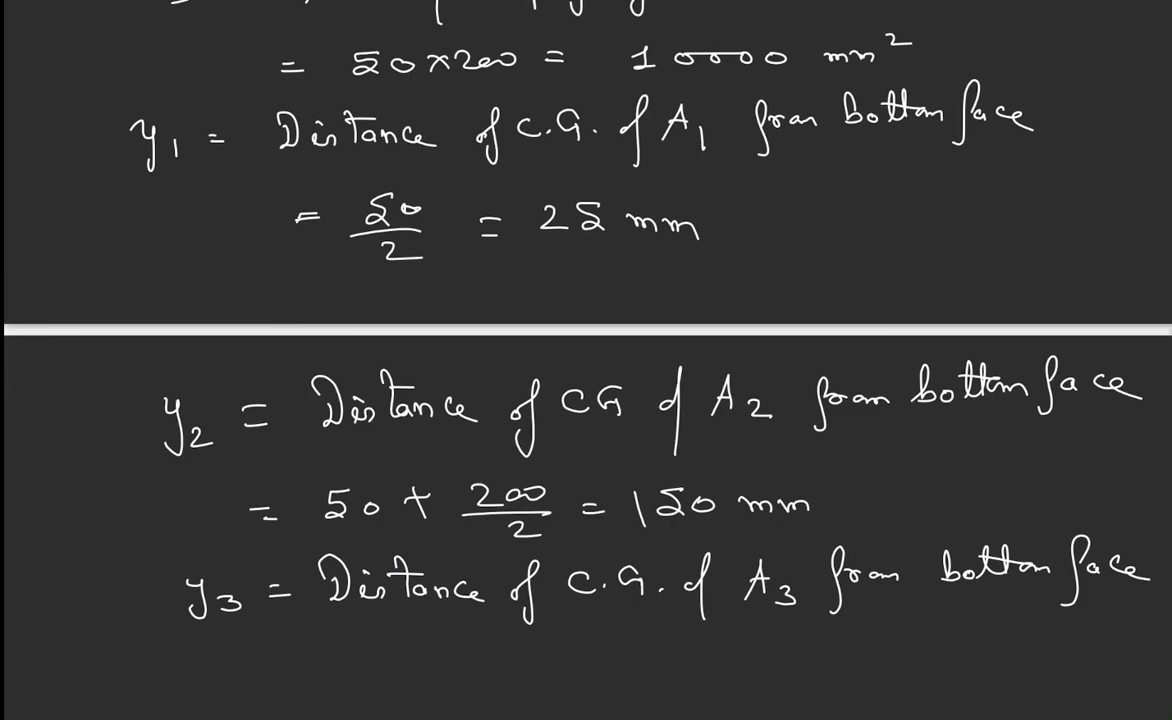 = 50×200 = 10000 mm²
y₁ = Distance of C.G. of A₁ from bottom face
= 50/2 = 25 mm
y₂ = Distance of CG of A₂ from bottom face
= 50 + 200/2 = 150 mm
y₃ = Distance of C.G. of A₃ from bottom face